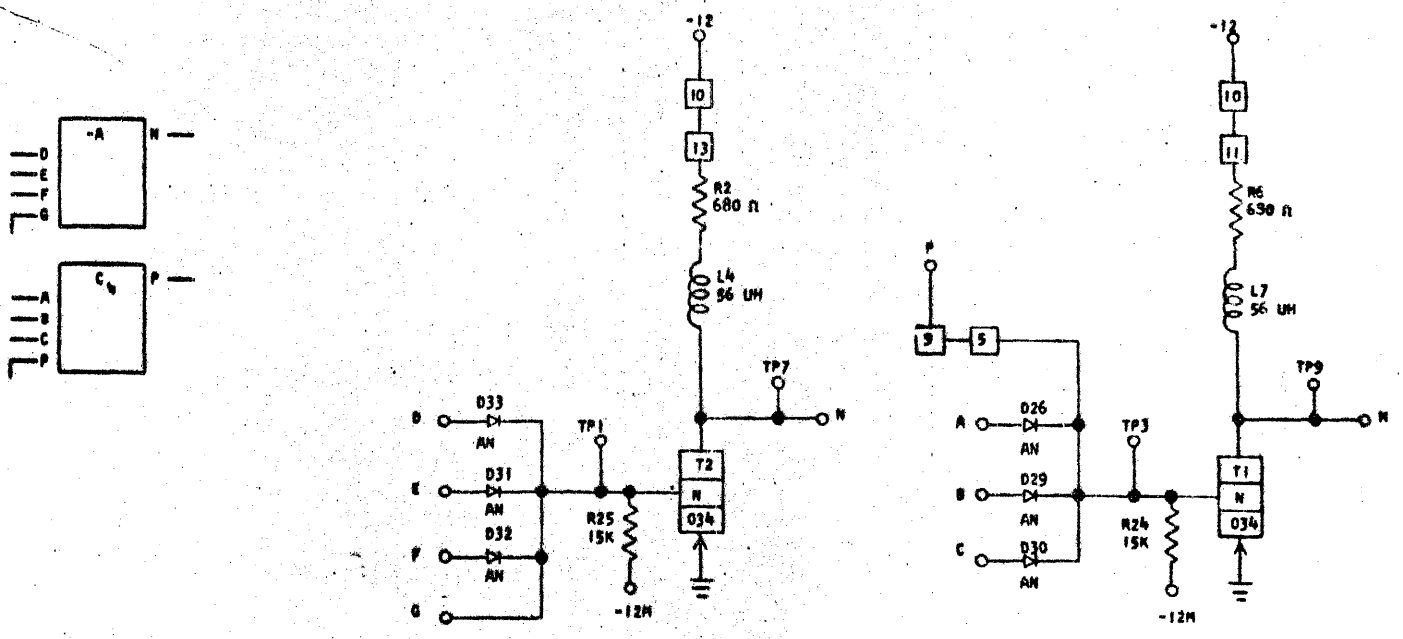 -A
N
D
E
F
G
C
P
A
B
C
P
-12
10
13
R2
680 Ω
L4
56 UH
TP7
N
D
D33
AN
E
D31
AN
F
D32
AN
G
TP1
R25
15K
-12M
T2
N
034
-12
10
11
R6
L7
56 UH
TP9
N
P
9
5
A
D26
AN
B
D29
AN
C
D30
AN
TP3
R24
15K
-12M
T1
N
034